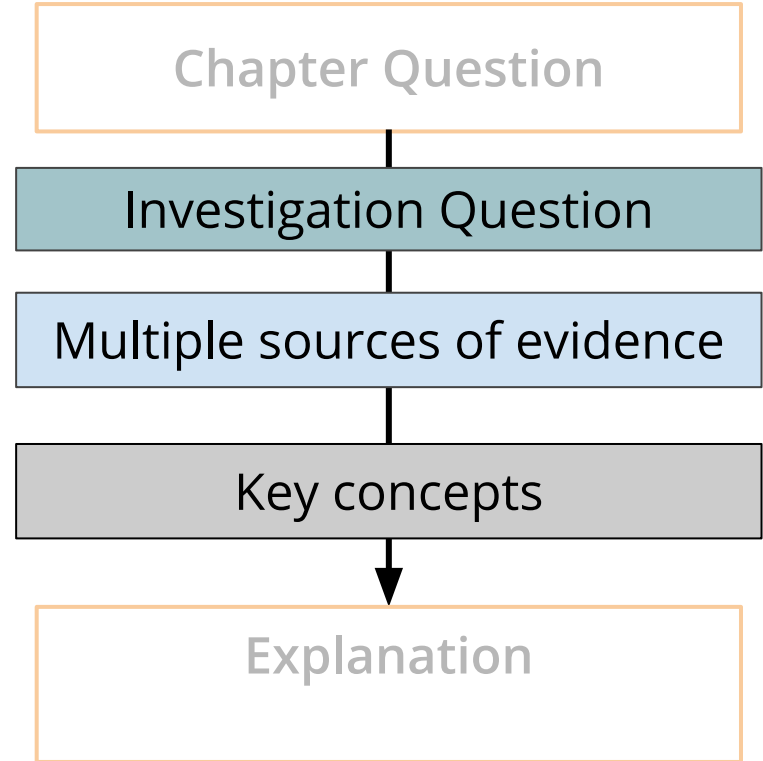 Chapter Question
Investigation Question
Multiple sources of evidence
Key concepts
Explanation